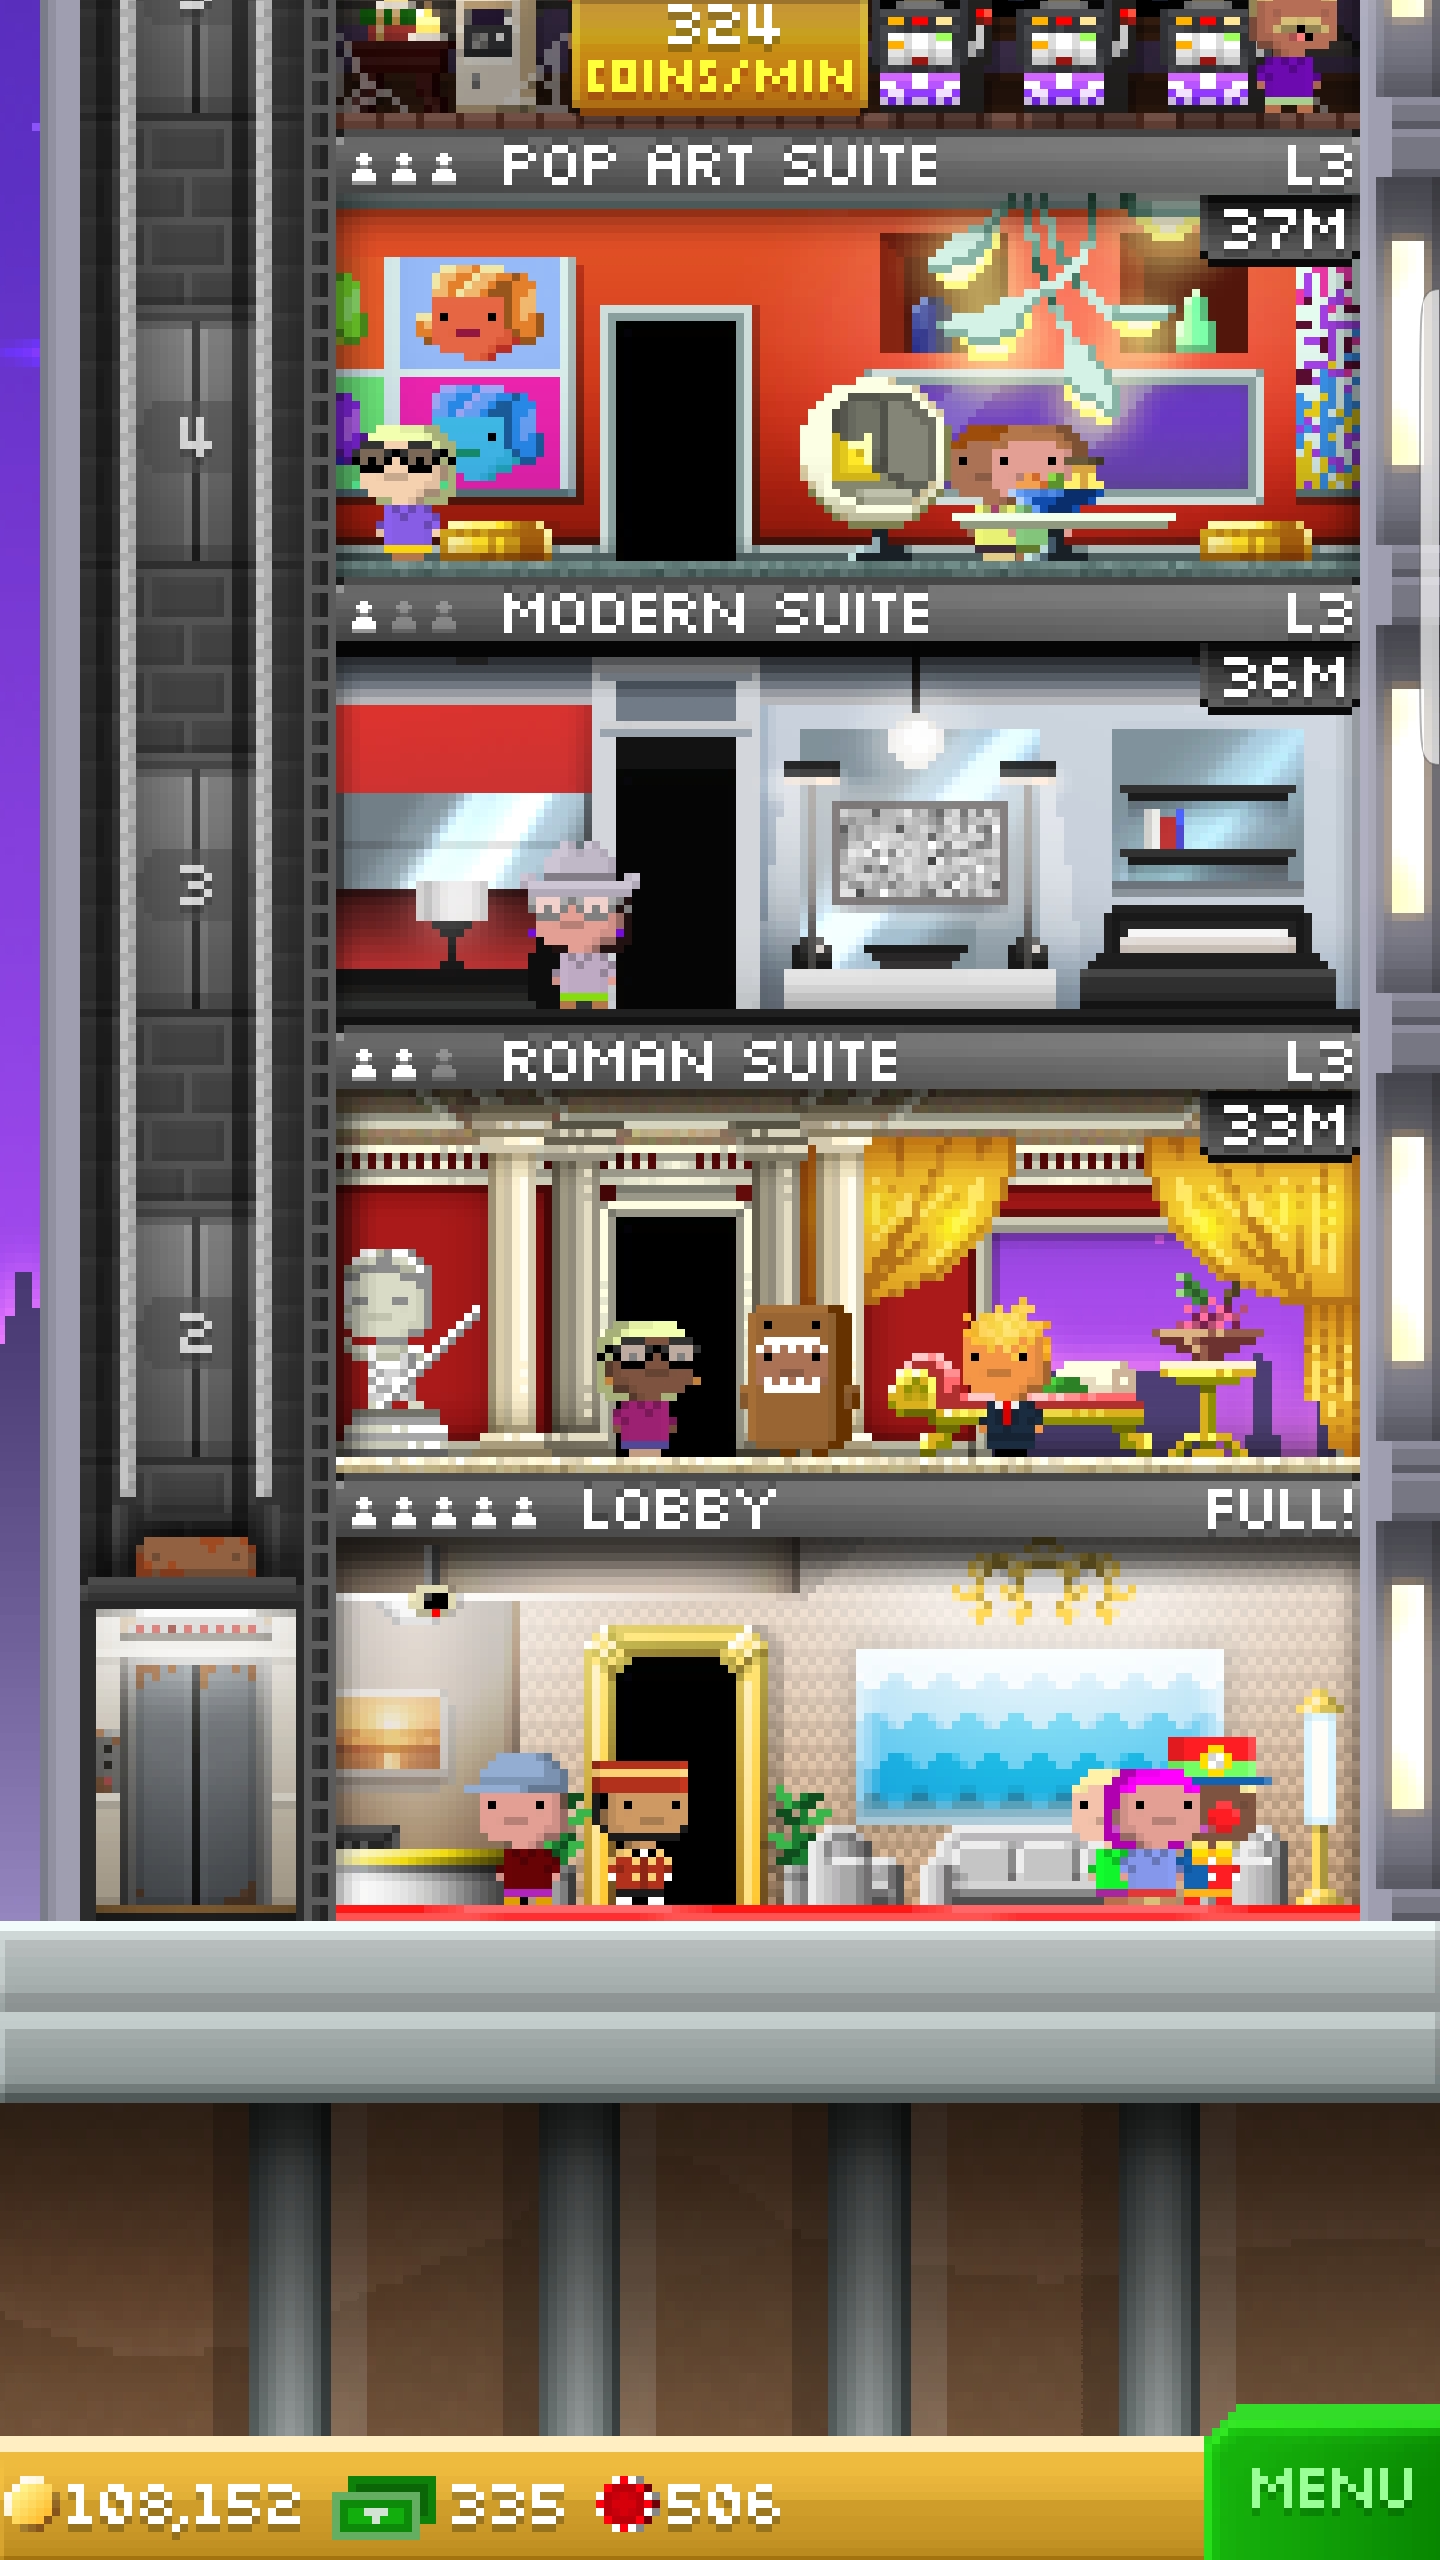 324
COINS/MIN
POP ART SUITE L3
37M
4
MODERN SUITE L3
36M
3
ROMAN SUITE L3
33M
2
LOBBY FULL!
MENU
108,152 335 506